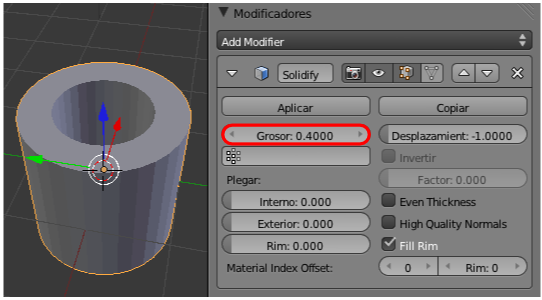 Modificadores
Add Modifier
Solidify
Aplicar Copiar
Grosor: 0.4000 Desplazamient: -1.0000
Invertir
Factor: 0.000
Plegar:
Interno: 0.000 Even Thickness
Exterior: 0.000 High Quality Normals
Rim: 0.000 Fill Rim
Material Index Offset: 0 Rim: 0